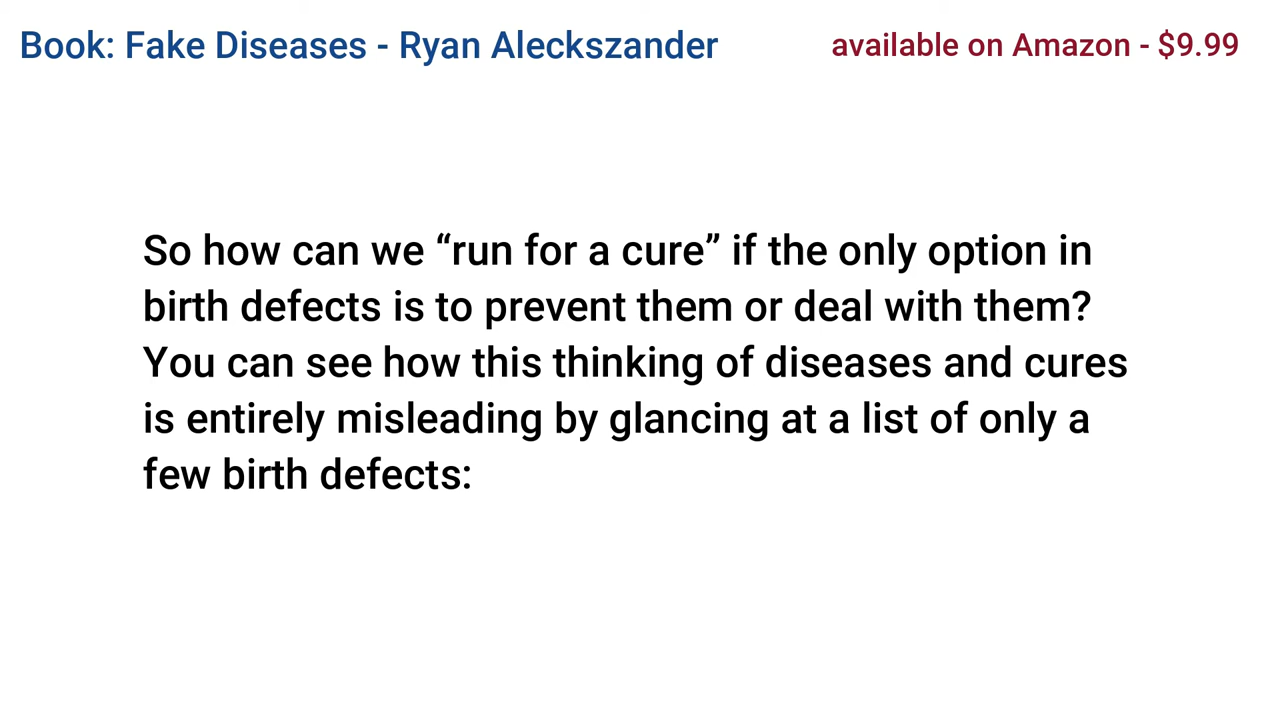 Book: Fake Diseases - Ryan Aleckszander
available on Amazon - $9.99
So how can we “run for a cure” if the only option in
birth defects is to prevent them or deal with them?
You can see how this thinking of diseases and cures
is entirely misleading by glancing at a list of only a
few birth defects: